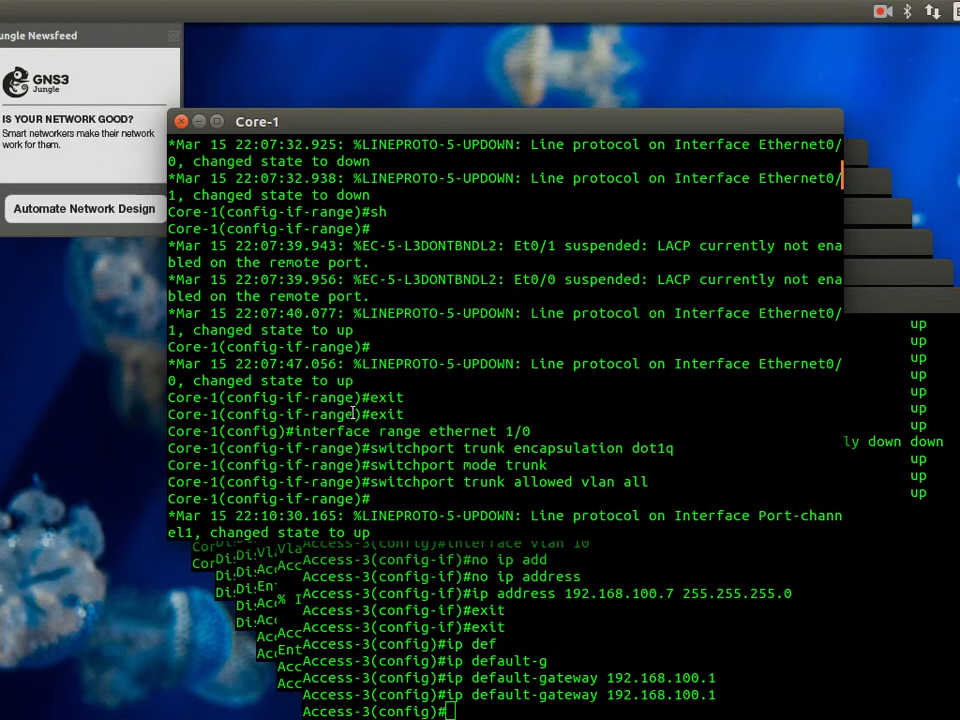 ungle Newsfeed
GNS3
Jungle
IS YOUR NETWORK GOOD?
Smart networkers make their network
work for them.
Automate Network Design
Core-1
*Mar 15 22:07:32.925: %LINEPROTO-5-UPDOWN: Line protocol on Interface Ethernet0/
0, changed state to down
*Mar 15 22:07:32.938: %LINEPROTO-5-UPDOWN: Line protocol on Interface Ethernet0/
1, changed state to down
Core-1(config-if-range)#sh
Core-1(config-if-range)#
*Mar 15 22:07:39.943: %EC-5-L3DONTBNDL2: Et0/1 suspended: LACP currently not ena
bled on the remote port.
*Mar 15 22:07:39.956: %EC-5-L3DONTBNDL2: Et0/0 suspended: LACP currently not ena
bled on the remote port.
*Mar 15 22:07:40.077: %LINEPROTO-5-UPDOWN: Line protocol on Interface Ethernet0/
1, changed state to up
Core-1(config-if-range)#
*Mar 15 22:07:47.056: %LINEPROTO-5-UPDOWN: Line protocol on Interface Ethernet0/
0, changed state to up
Core-1(config-if-range)#exit
Core-1(config-if-range)#exit
Core-1(config)#interface range ethernet 1/0
Core-1(config-if-range)#switchport trunk encapsulation dot1q
Core-1(config-if-range)#switchport mode trunk
Core-1(config-if-range)#switchport trunk allowed vlan all
Core-1(config-if-range)#
*Mar 15 22:10:30.165: %LINEPROTO-5-UPDOWN: Line protocol on Interface Port-chann
el1, changed state to up
up
up
up
up
up
up
up
ly down down
up
up
up
Access-3(config)#interface vlan 10
Access-3(config-if)#no ip add
Access-3(config-if)#no ip address
Access-3(config-if)#ip address 192.168.100.7 255.255.255.0
Access-3(config-if)#exit
Access-3(config-if)#exit
Access-3(config)#ip def
Access-3(config)#ip default-g
Access-3(config)#ip default-gateway 192.168.100.1
Access-3(config)#ip default-gateway 192.168.100.1
Access-3(config)#